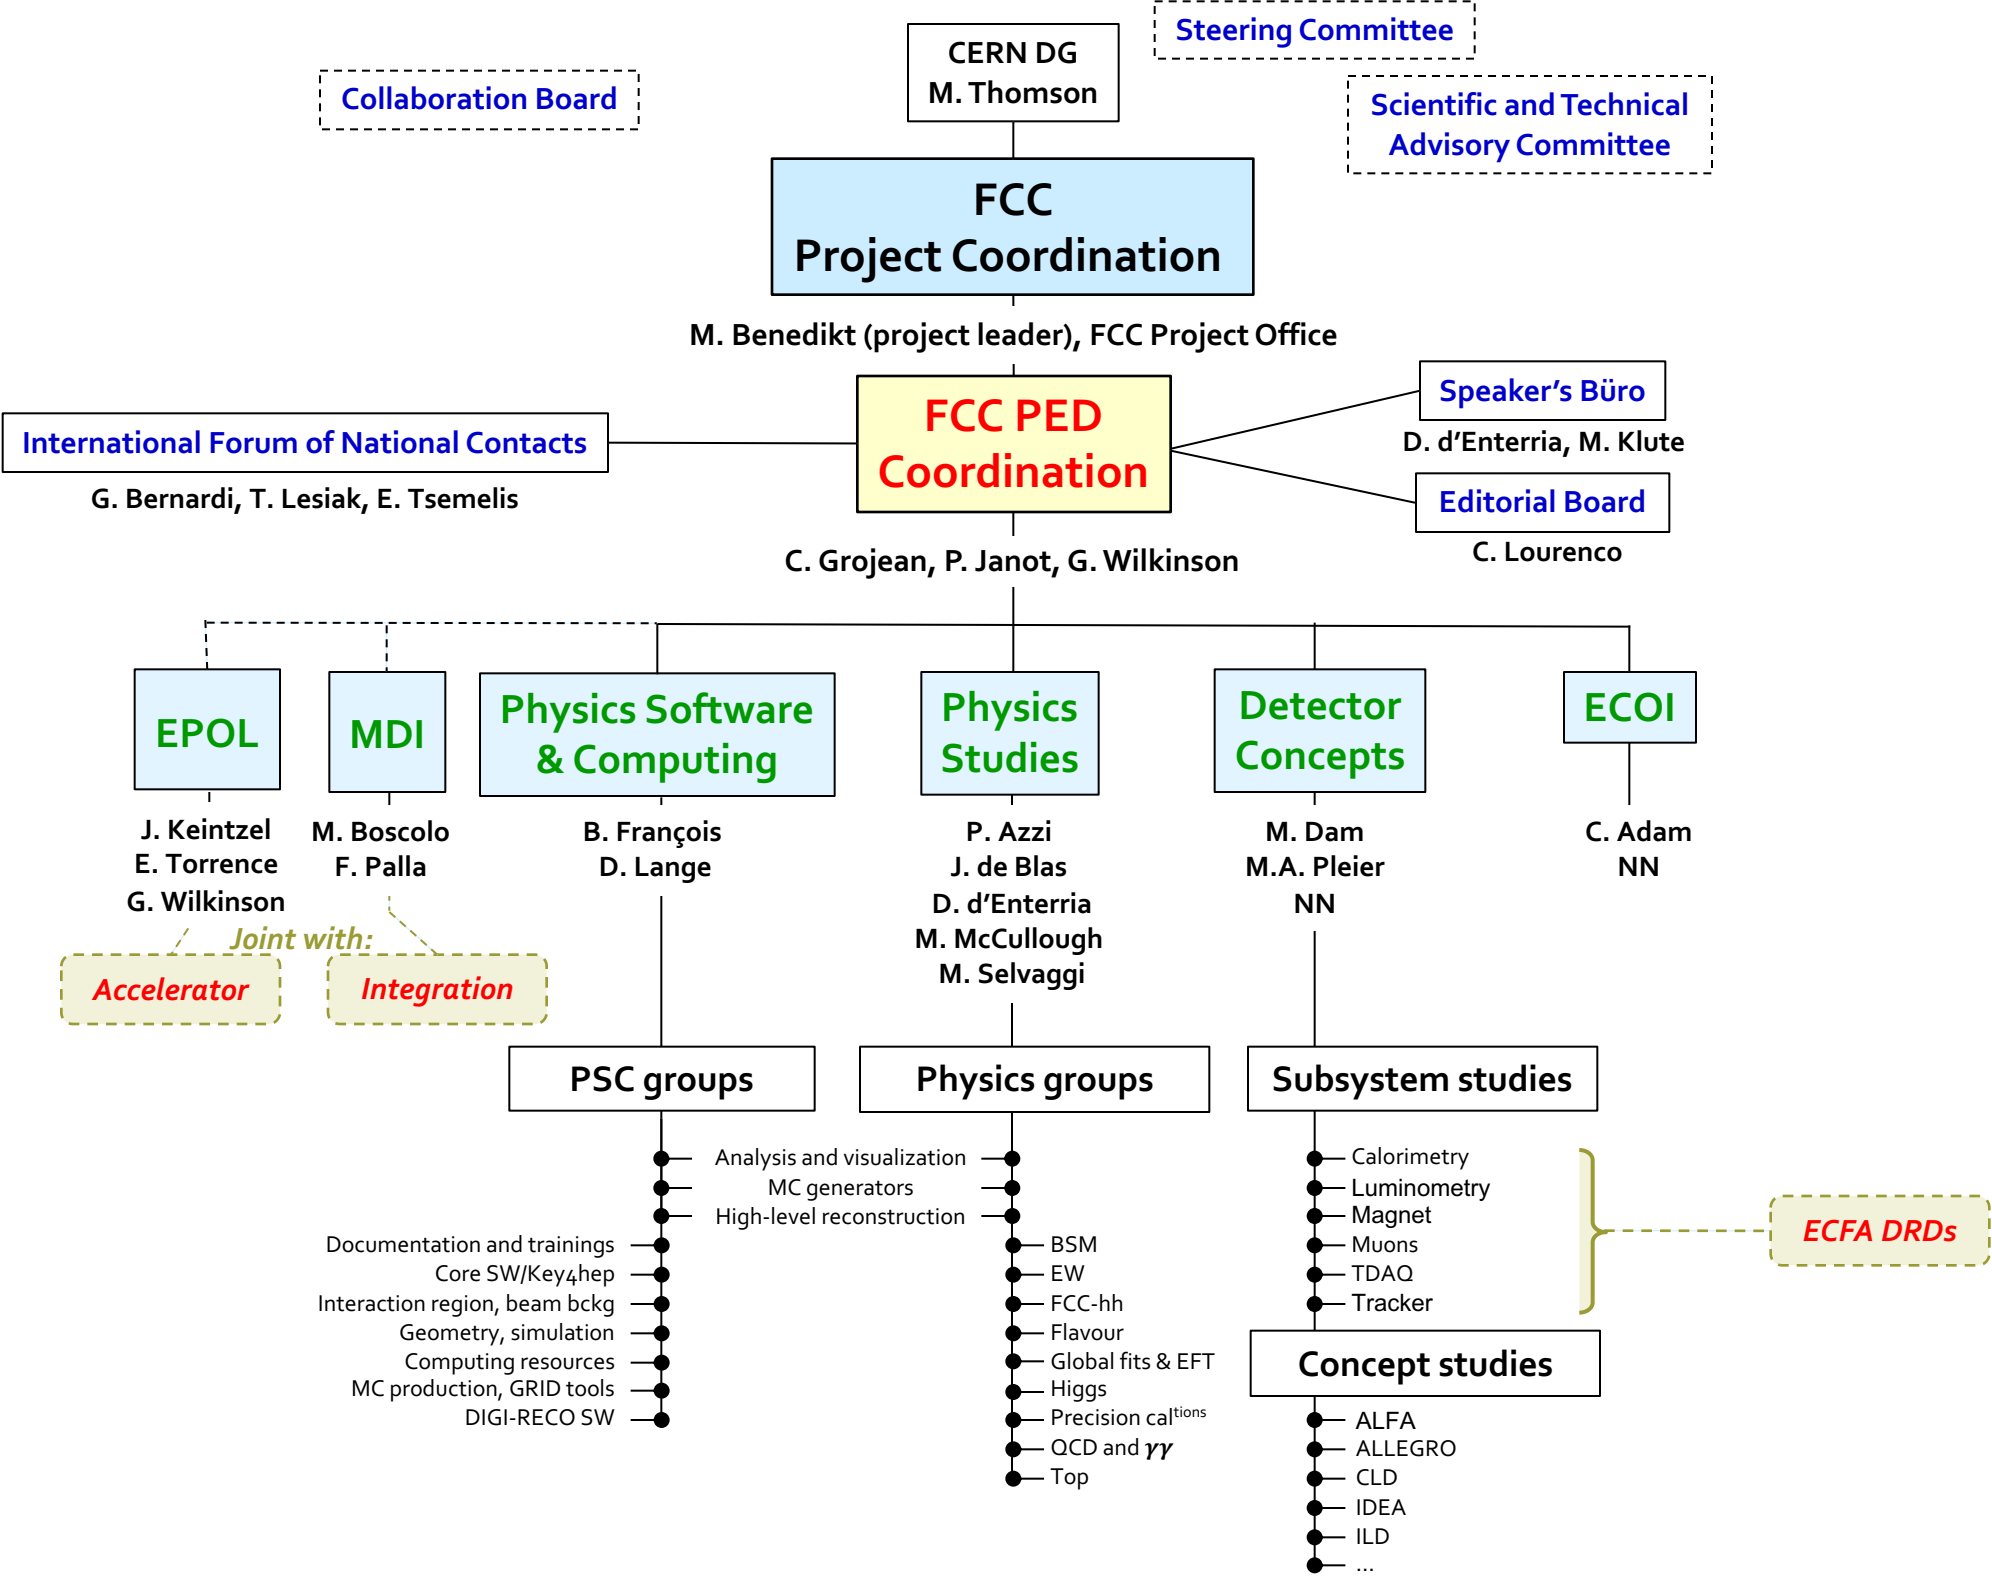 Steering Committee
CERN DG
M. Thomson
Collaboration Board
Scientific and Technical
Advisory Committee
FCC
Project Coordination
M. Benedikt (project leader), FCC Project Office
International Forum of National Contacts
G. Bernardi, T. Lesiak, E. Tsemelis
FCC PED
Coordination
Speaker’s Büro
D. d’Enterria, M. Klute
Editorial Board
C. Lourenco
C. Grojean, P. Janot, G. Wilkinson
EPOL
J. Keintzel
E. Torrence
G. Wilkinson
MDI
M. Boscolo
F. Palla
Joint with:
Accelerator
Integration
Physics Software
& Computing
B. François
D. Lange
Physics
Studies
P. Azzi
J. de Blas
D. d’Enterria
M. McCullough
M. Selvaggi
Detector
Concepts
M. Dam
M.A. Pleier
NN
ECOI
C. Adam
NN
PSC groups
Physics groups
Analysis and visualization
MC generators
High-level reconstruction
Documentation and trainings
Core SW/Key4hep
Interaction region, beam bckg
Geometry, simulation
Computing resources
MC production, GRID tools
DIGI-RECO SW
BSM
EW
FCC-hh
Flavour
Global fits & EFT
Higgs
Precision caltions
QCD and γγ
Top
Subsystem studies
Calorimetry
Luminometry
Magnet
Muons
TDAQ
Tracker
ECFA DRDs
Concept studies
ALFA
ALLEGRO
CLD
IDEA
ILD
...